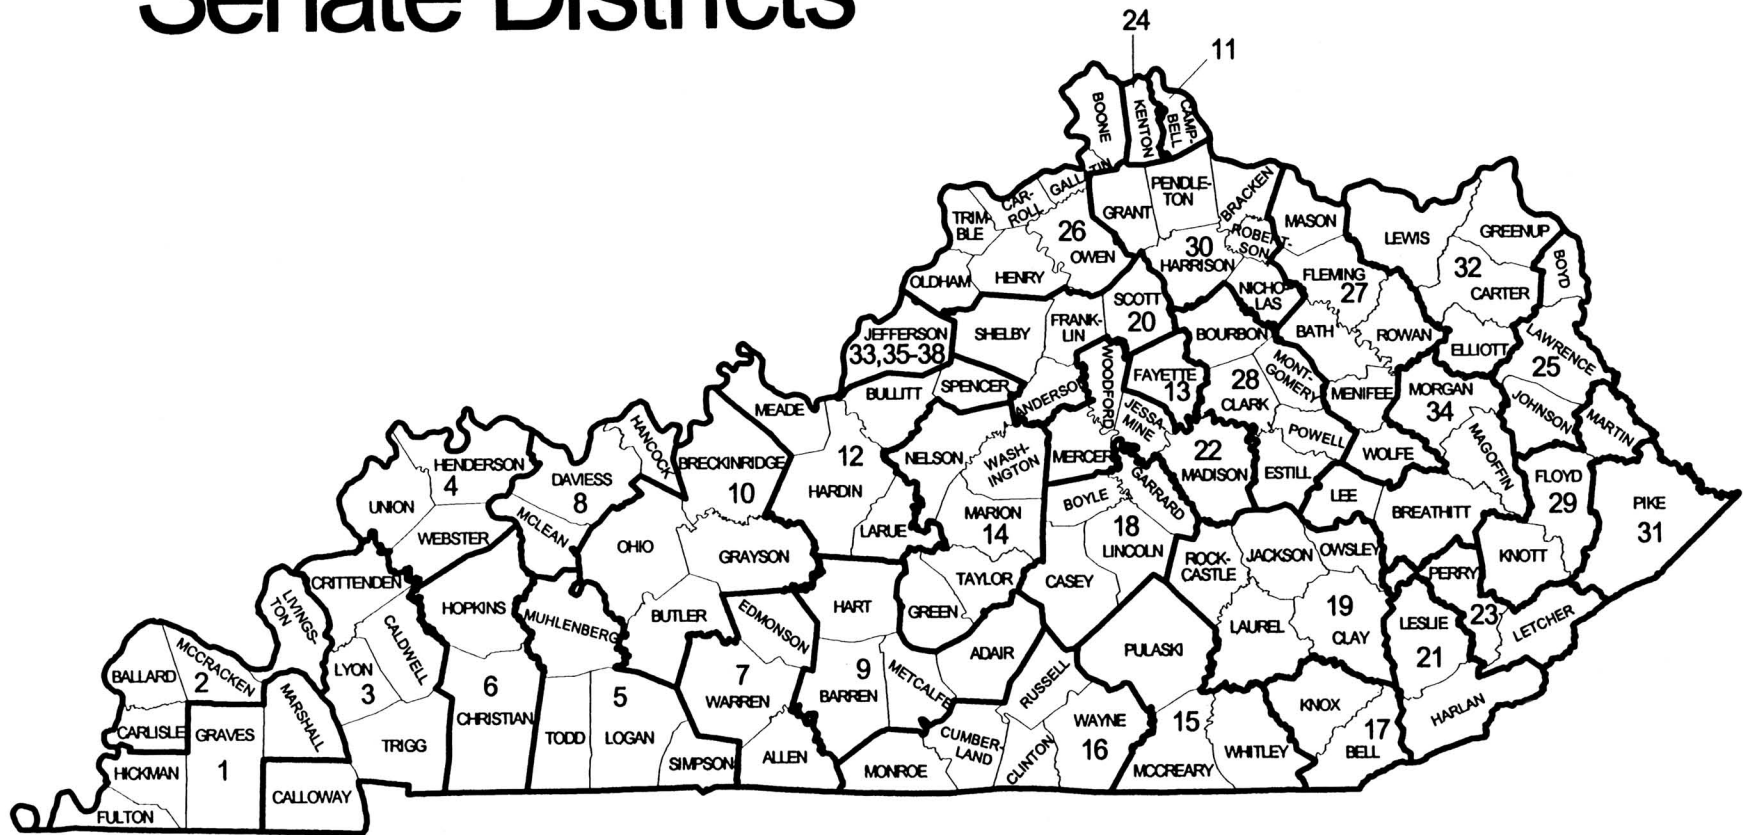 Senate Districts
24
11
BOONE
KENTON
CAMP-
BELL
TIN
GALL
CAR-
ROLL
TRIM-
BLE
GRANT
PENDLE-
TON
BRACKEN
MASON
LEWIS
GREENUP
BOYD
26
OWEN
30
HARRISON
ROBERT-
SON
32
CARTER
OLDHAM
HENRY
NICHO-
LAS
FLEMING
27
SCOTT
20
FRANK-
LIN
SHELBY
JEFFERSON
33,35-38
BOURBON
BATH
ROWAN
ELLIOTT
LAWRENCE
25
WOODFORD
FAYETTE
13
28
CLARK
MONT-
GOMERY
MENIFEE
MORGAN
34
JOHNSON
MARTIN
BULLITT
SPENCER
ANDERSON
JESSA-
MINE
MEADE
HANCOCK
POWELL
WOLFE
MAGOFFIN
HENDERSON
4
DAVIESS
8
BRECKINRIDGE
10
12
HARDIN
NELSON
WASH-
INGTON
MERCER
22
MADISON
ESTILL
GARRARD
FLOYD
29
PIKE
31
UNION
WEBSTER
MCLEAN
OHIO
GRAYSON
LARUE
MARION
14
BOYLE
18
LINCOLN
LEE
BREATHITT
KNOTT
ROCK-
CASTLE
JACKSON
OWSLEY
PERRY
CRITTENDEN
LIVINGS-
TON
HOPKINS
MUHLENBERG
BUTLER
EDMONSON
HART
GREEN
TAYLOR
CASEY
23
LETCHER
LESLIE
21
19
CLAY
LAUREL
PULASKI
ADAIR
RUSSELL
CALDWELL
LYON
3
BALLARD
MCCRACKEN
2
MARSHALL
6
CHRISTIAN
5
7
WARREN
9
BARREN
METCALFE
CARLISLE
GRAVES
1
TRIGG
TODD
LOGAN
SIMPSON
ALLEN
MONROE
CUMBER-
LAND
CLINTON
WAYNE
16
15
MCCREARY
WHITLEY
KNOX
17
BELL
HARLAN
HICKMAN
FULTON
CALLOWAY